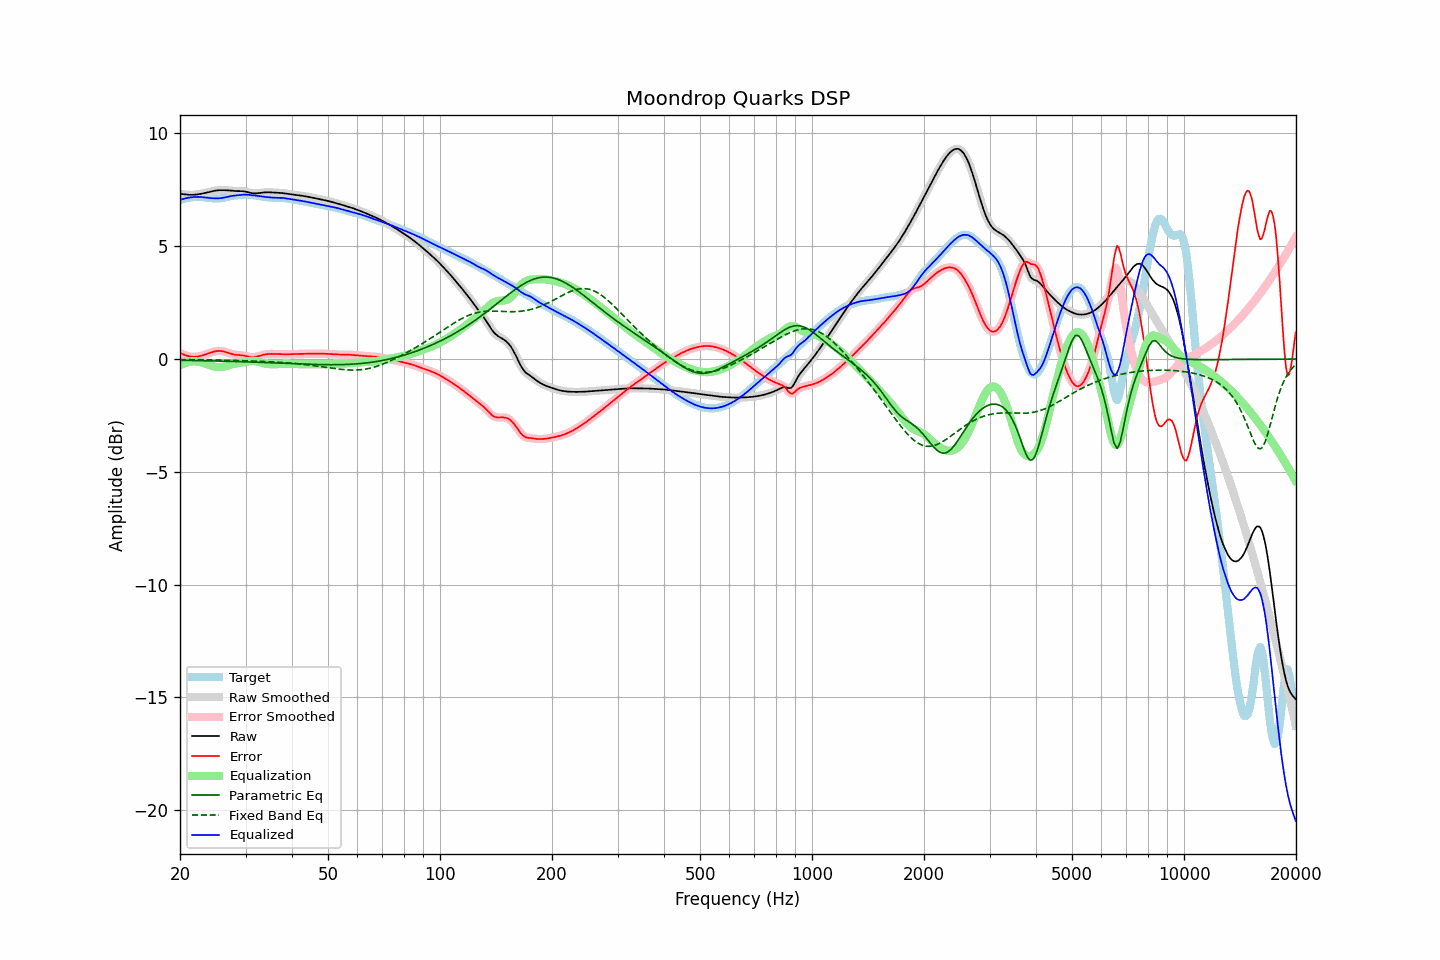 Moondrop Quarks DSP
10
5
0
−5
−10
−15
−20
Amplitude (dBr)
Target
Raw Smoothed
Error Smoothed
Raw
Error
Equalization
Parametric Eq
Fixed Band Eq
Equalized
20 50 100 200 500 1000 2000 5000 10000 20000
Frequency (Hz)